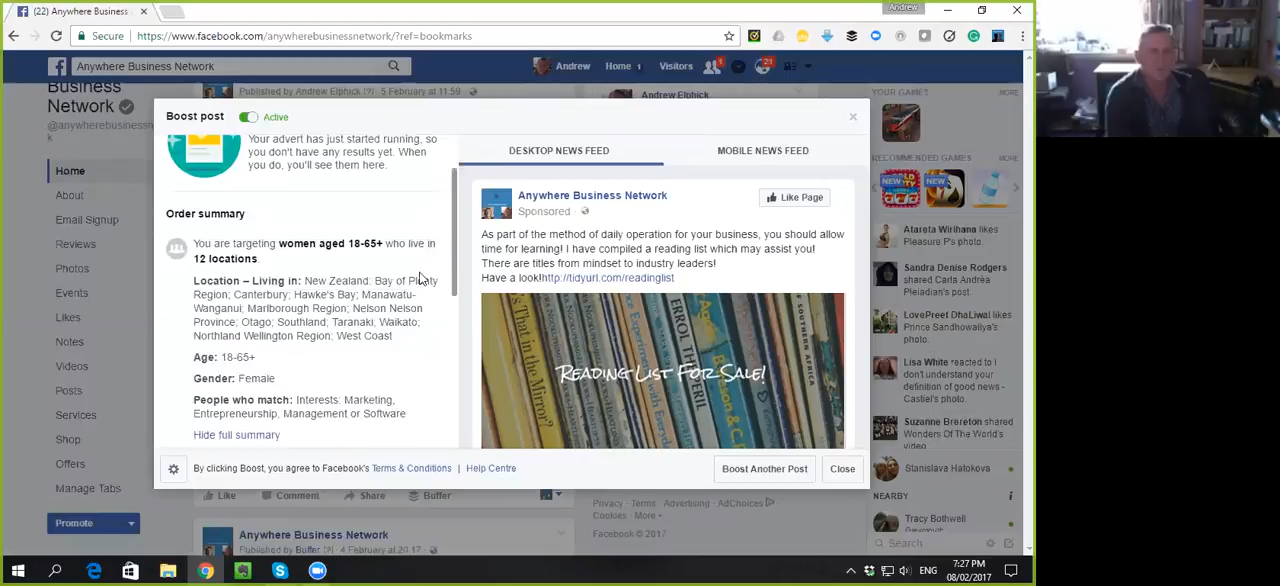 (22) Anywhere Business
Andrew
Secure
https://www.facebook.com/anywherebusinessnetwork/?ref=bookmarks
Anywhere Business Network
Andrew
Home 1
Visitors
1
21
Business
Network
@anywherebusinessn
k
Published by Andrew Elphick [?] · 5 February at 11:59
Andrew Elphick
Home
About
Email Signup
Reviews
Photos
Events
Likes
Notes
Videos
Posts
Services
Shop
Offers
Manage Tabs
Promote
Boost post
Active
Your advert has just started running, so
you don't have any results yet. When
you do, you'll see them here.
Order summary
You are targeting women aged 18-65+ who live in
12 locations.
Location – Living in: New Zealand: Bay of Plenty
Region; Canterbury; Hawke's Bay; Manawatu-
Wanganui; Marlborough Region; Nelson Nelson
Province; Otago; Southland; Taranaki; Waikato;
Northland Wellington Region; West Coast
Age: 18-65+
Gender: Female
People who match: Interests: Marketing,
Entrepreneurship, Management or Software
Hide full summary
DESKTOP NEWS FEED
MOBILE NEWS FEED
Anywhere Business Network
Sponsored ·
Like Page
As part of the method of daily operation for your business, you should allow
time for learning! I have compiled a reading list which may assist you!
There are titles from mindset to industry leaders!
Have a look!http://tidyurl.com/readinglist
READING LIST FOR SALE!
By clicking Boost, you agree to Facebook's Terms & Conditions | Help Centre
Boost Another Post
Close
Like
Comment
Share
Buffer
Anywhere Business Network
Published by Buffer [?] · 4 February at 20:17
Privacy · Terms · Advertising · AdChoices
Cookies · More
Facebook © 2017
YOUR GAMES
MORE
RECOMMENDED GAMES
MORE
NEW
NEW
Atareta Wirihana likes
Pleasure P's photo.
Sandra Denise Rodgers
shared Carla Andréa
Pleiadian's post.
LovePreet DhaLiwal likes
Prince Sandhowaliya's
photo.
Lisa White reacted to I
don't understand your
definition of good news -
Castiel's photo.
Suzanne Brereton shared
Wonders Of The World's
video.
Stanislava Hatokova
NEARBY
Tracy Bothwell
Greymouth
Search
ENG
7:27 PM
08/02/2017